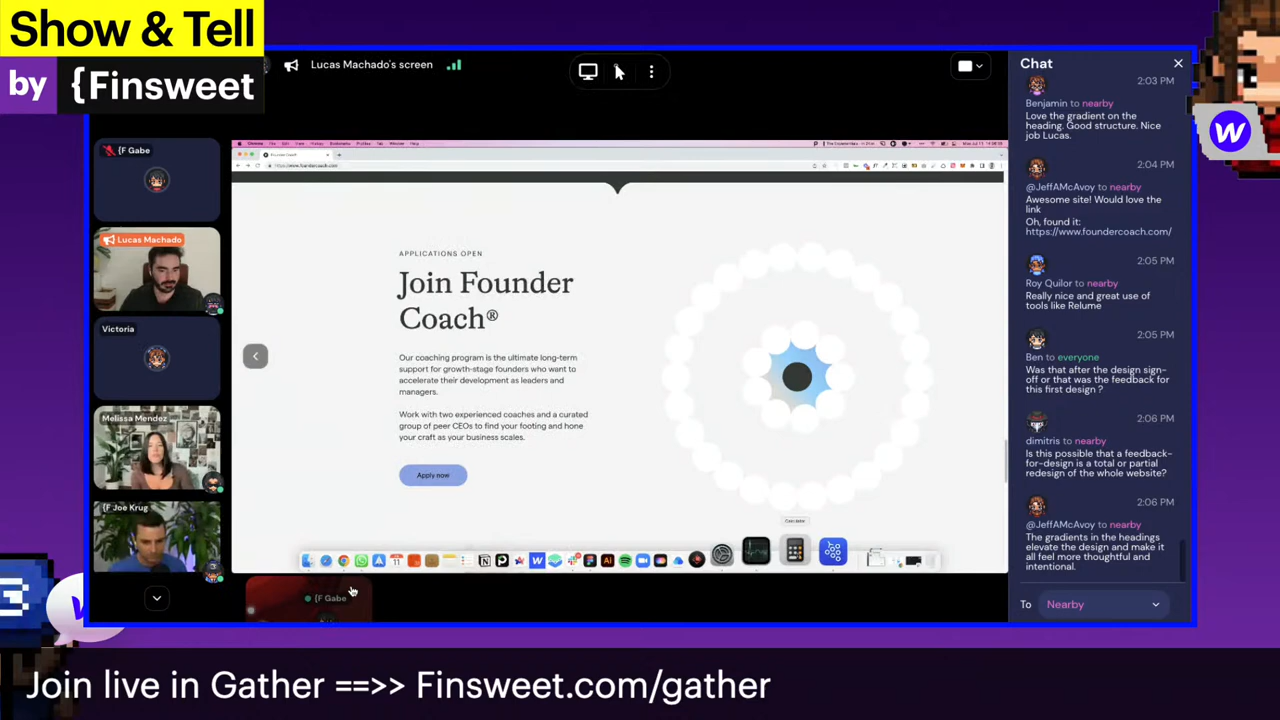 Show & Tell
by {Finsweet
Lucas Machado's screen
{F Gabe
Lucas Machado
Victoria
Melissa Mendez
{F Joe Krug
Founder Coach
APPLICATIONS OPEN
Join Founder
Coach®
Our coaching program is the ultimate long-term
support for growth-stage founders who want to
accelerate their development as leaders and
managers.
Work with two experienced coaches and a curated
group of peer CEOs to find your footing and hone
your craft as your business scales.
Apply now
Calculator
{F Gabe
Chat
2:03 PM
Benjamin to nearby
Love the gradient on the
heading. Good structure. Nice
job Lucas.
2:04 PM
@JeffAMcAvoy to nearby
Awesome site! Would love the
link
Oh, found it:
https://www.foundercoach.com/
2:05 PM
Roy Quilor to nearby
Really nice and great use of
tools like Relume
2:05 PM
Ben to everyone
Was that after the design sign-
off or that was the feedback for
this first design ?
2:06 PM
dimitris to nearby
Is this possible that a feedback-
for-design is a total or partial
redesign of the whole website?
2:06 PM
@JeffAMcAvoy to nearby
The gradients in the headings
elevate the design and make it
all feel more thoughtful and
intentional.
To Nearby
Join live in Gather ==>> Finsweet.com/gather